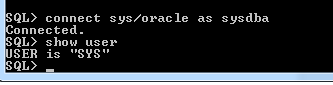 SQL> connect sys/oracle as sysdba
Connected.
SQL> show user
USER is "SYS"
SQL> _